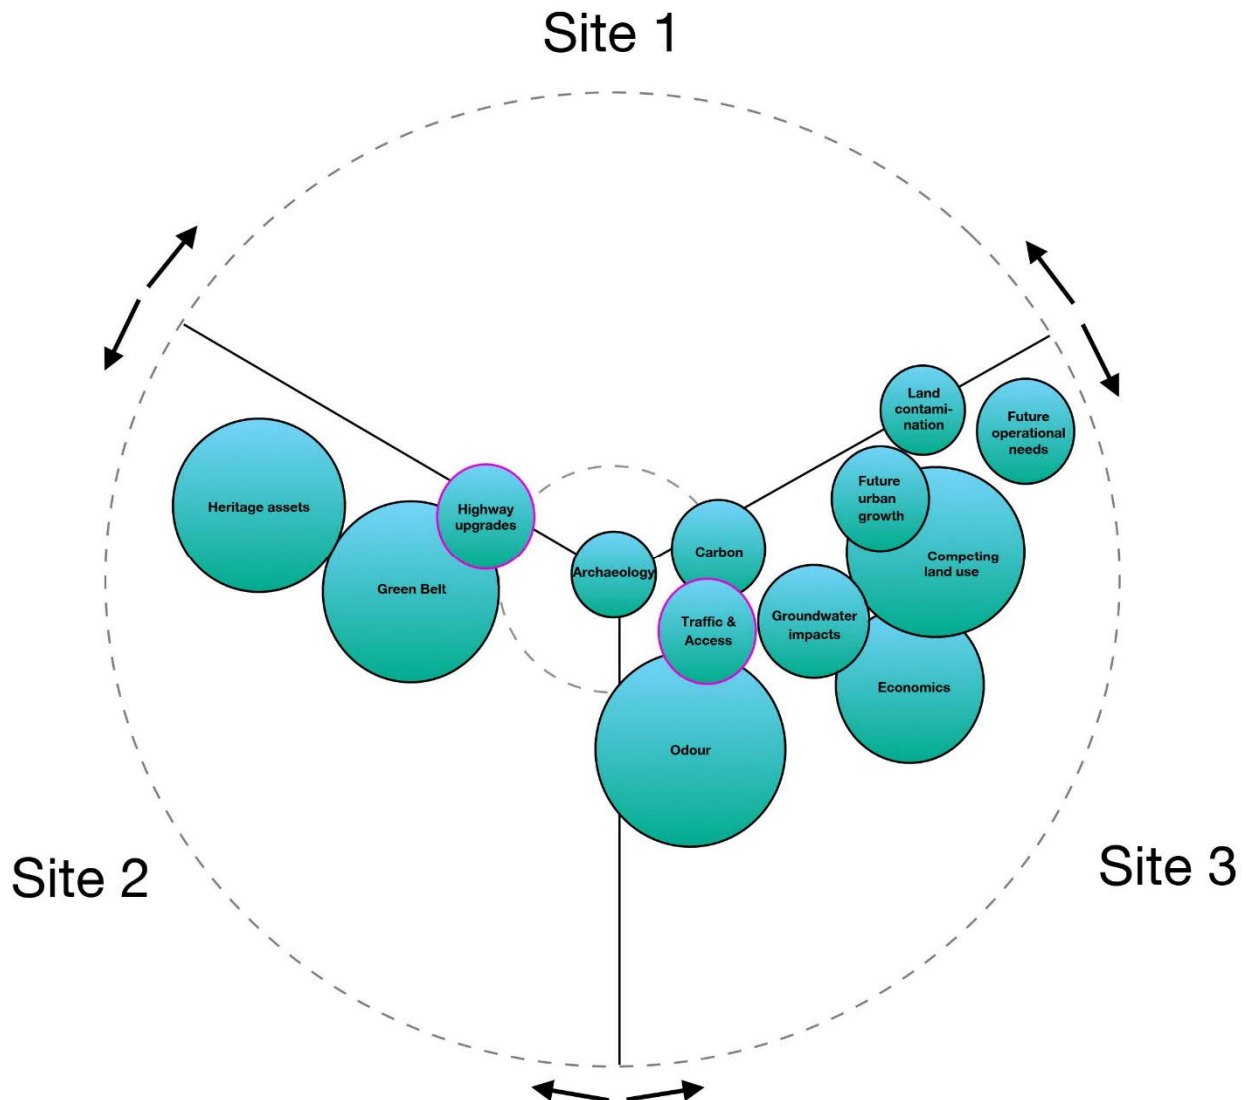 Site 1
Land
contami-
nation
Future
operational
needs
Future
urban
growth
Heritage assets
Highway
upgrades
Carbon
Competing
land use
Archaeology
Green Belt
Traffic &
Access
Groundwater
impacts
Economics
Odour
Site 2
Site 3